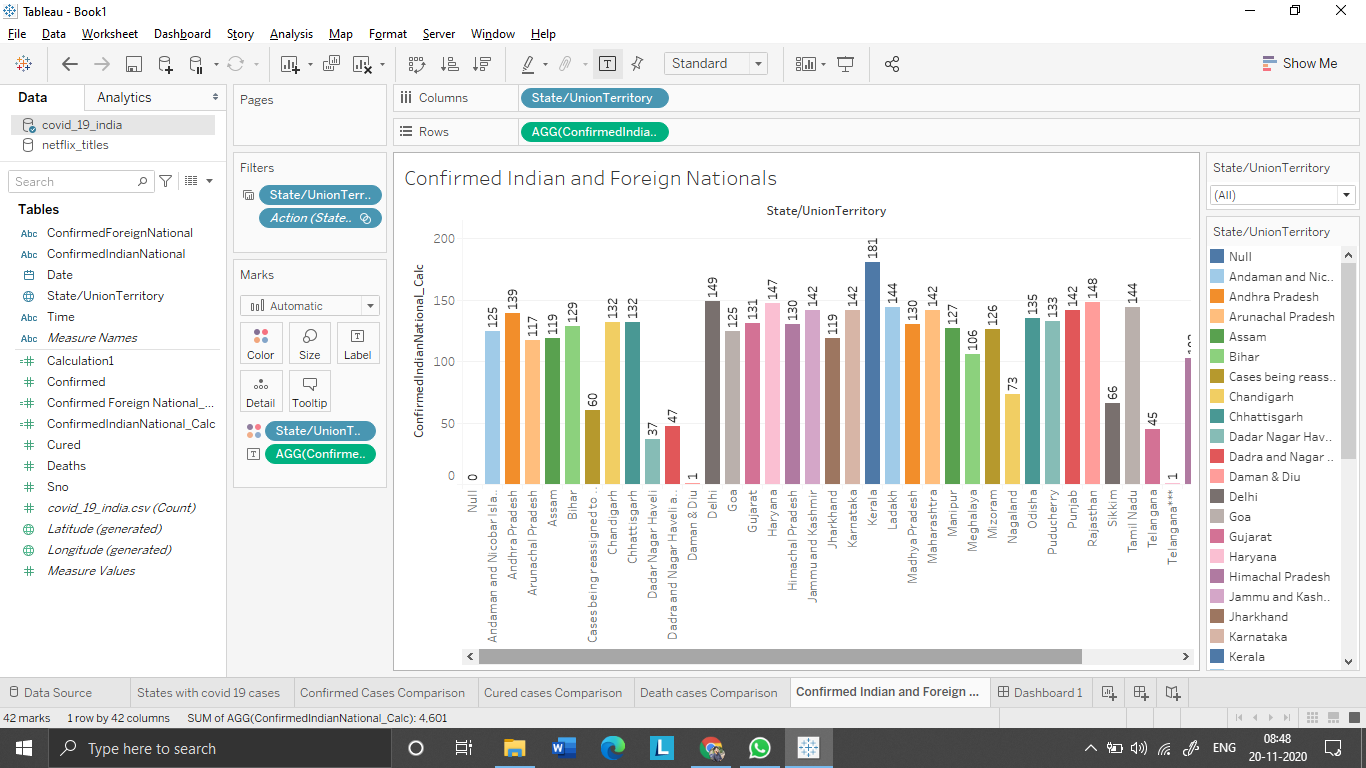 Tableau - Book1
File Data Worksheet Dashboard Story Analysis Map Format Server Window Help
Standard
Show Me
Data Analytics
covid_19_india
netflix_titles
Search
Tables
Abc ConfirmedForeignNational
Abc ConfirmedIndianNational
Date
State/UnionTerritory
Abc Time
Abc Measure Names
Calculation1
Confirmed
Confirmed Foreign National_...
ConfirmedIndianNational_Calc
Cured
Deaths
Sno
covid_19_india.csv (Count)
Latitude (generated)
Longitude (generated)
Measure Values
Pages
Filters
State/UnionTerr..
Action (State..
Marks
Automatic
Color Size Label
Detail Tooltip
State/UnionT..
AGG(Confirme..
Columns State/UnionTerritory
Rows AGG(ConfirmedIndia..
Confirmed Indian and Foreign Nationals
State/UnionTerritory
ConfirmedIndianNational_Calc
200
150
100
50
0
0 125 139 117 119 129 60 132 132 37 47 1 149 125 131 147 130 142 119 142 181 144 130 142 127 106 126 73 135 133 142 148 66 144 45 1
Null
Andaman and Nicobar Isla..
Andhra Pradesh
Arunachal Pradesh
Assam
Bihar
Cases being reassigned to ..
Chandigarh
Chhattisgarh
Dadar Nagar Haveli
Dadra and Nagar Haveli a..
Daman & Diu
Delhi
Goa
Gujarat
Haryana
Himachal Pradesh
Jammu and Kashmir
Jharkhand
Karnataka
Kerala
Ladakh
Madhya Pradesh
Maharashtra
Manipur
Meghalaya
Mizoram
Nagaland
Odisha
Puducherry
Punjab
Rajasthan
Sikkim
Tamil Nadu
Telangana
Telangana***
State/UnionTerritory
(All)
State/UnionTerritory
Null
Andaman and Nic..
Andhra Pradesh
Arunachal Pradesh
Assam
Bihar
Cases being reass..
Chandigarh
Chhattisgarh
Dadar Nagar Hav..
Dadra and Nagar ..
Daman & Diu
Delhi
Goa
Gujarat
Haryana
Himachal Pradesh
Jammu and Kash..
Jharkhand
Karnataka
Kerala
Data Source States with covid 19 cases Confirmed Cases Comparison Cured cases Comparison Death cases Comparison Confirmed Indian and Foreign ... Dashboard 1
42 marks 1 row by 42 columns SUM of AGG(ConfirmedIndianNational_Calc): 4,601
Type here to search
ENG
08:48
20-11-2020